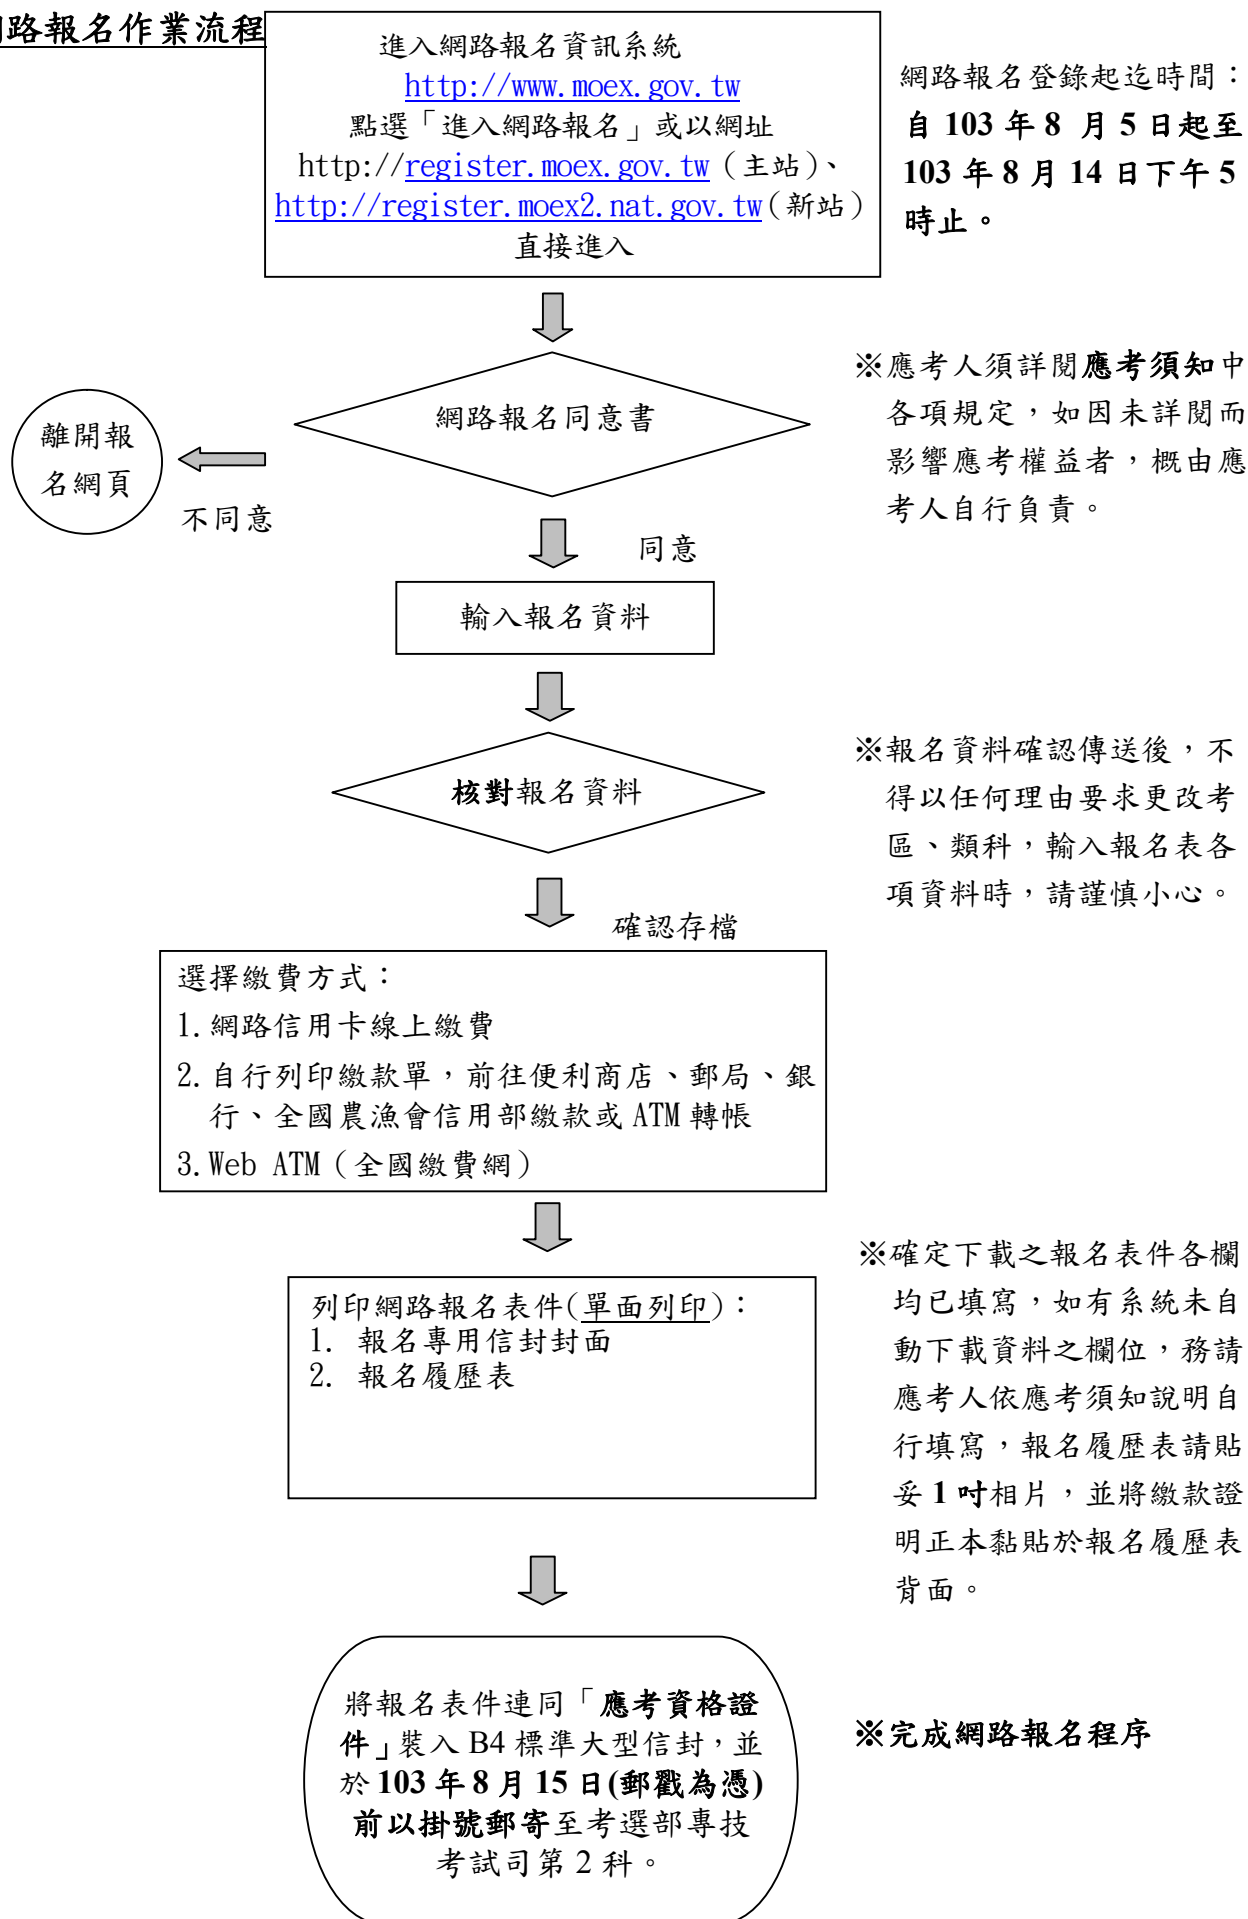 路報名作業流程
進入網路報名資訊系統
http://www.moex.gov.tw
點選「進入網路報名」或以網址
http://register.moex.gov.tw（主站）、
http://register.moex2.nat.gov.tw（新站）
直接進入
網路報名登錄起迄時間：
自 103 年 8 月 5 日起至
103 年 8 月 14 日下午 5
時止。
網路報名同意書
※應考人須詳閱應考須知中
各項規定，如因未詳閱而
影響應考權益者，概由應
考人自行負責。
離開報
名網頁
不同意
同意
輸入報名資料
核對報名資料
※報名資料確認傳送後，不
得以任何理由要求更改考
區、類科，輸入報名表各
項資料時，請謹慎小心。
確認存檔
選擇繳費方式：
1.網路信用卡線上繳費
2.自行列印繳款單，前往便利商店、郵局、銀
行、全國農漁會信用部繳款或 ATM 轉帳
3.Web ATM（全國繳費網）
列印網路報名表件(單面列印)：
1. 報名專用信封封面
2. 報名履歷表
※確定下載之報名表件各欄
均已填寫，如有系統未自
動下載資料之欄位，務請
應考人依應考須知說明自
行填寫，報名履歷表請貼
妥 1 吋相片，並將繳款證
明正本黏貼於報名履歷表
背面。
將報名表件連同「應考資格證
件」裝入 B4 標準大型信封，並
於 103 年 8 月 15 日(郵戳為憑)
前以掛號郵寄至考選部專技
考試司第 2 科。
※完成網路報名程序